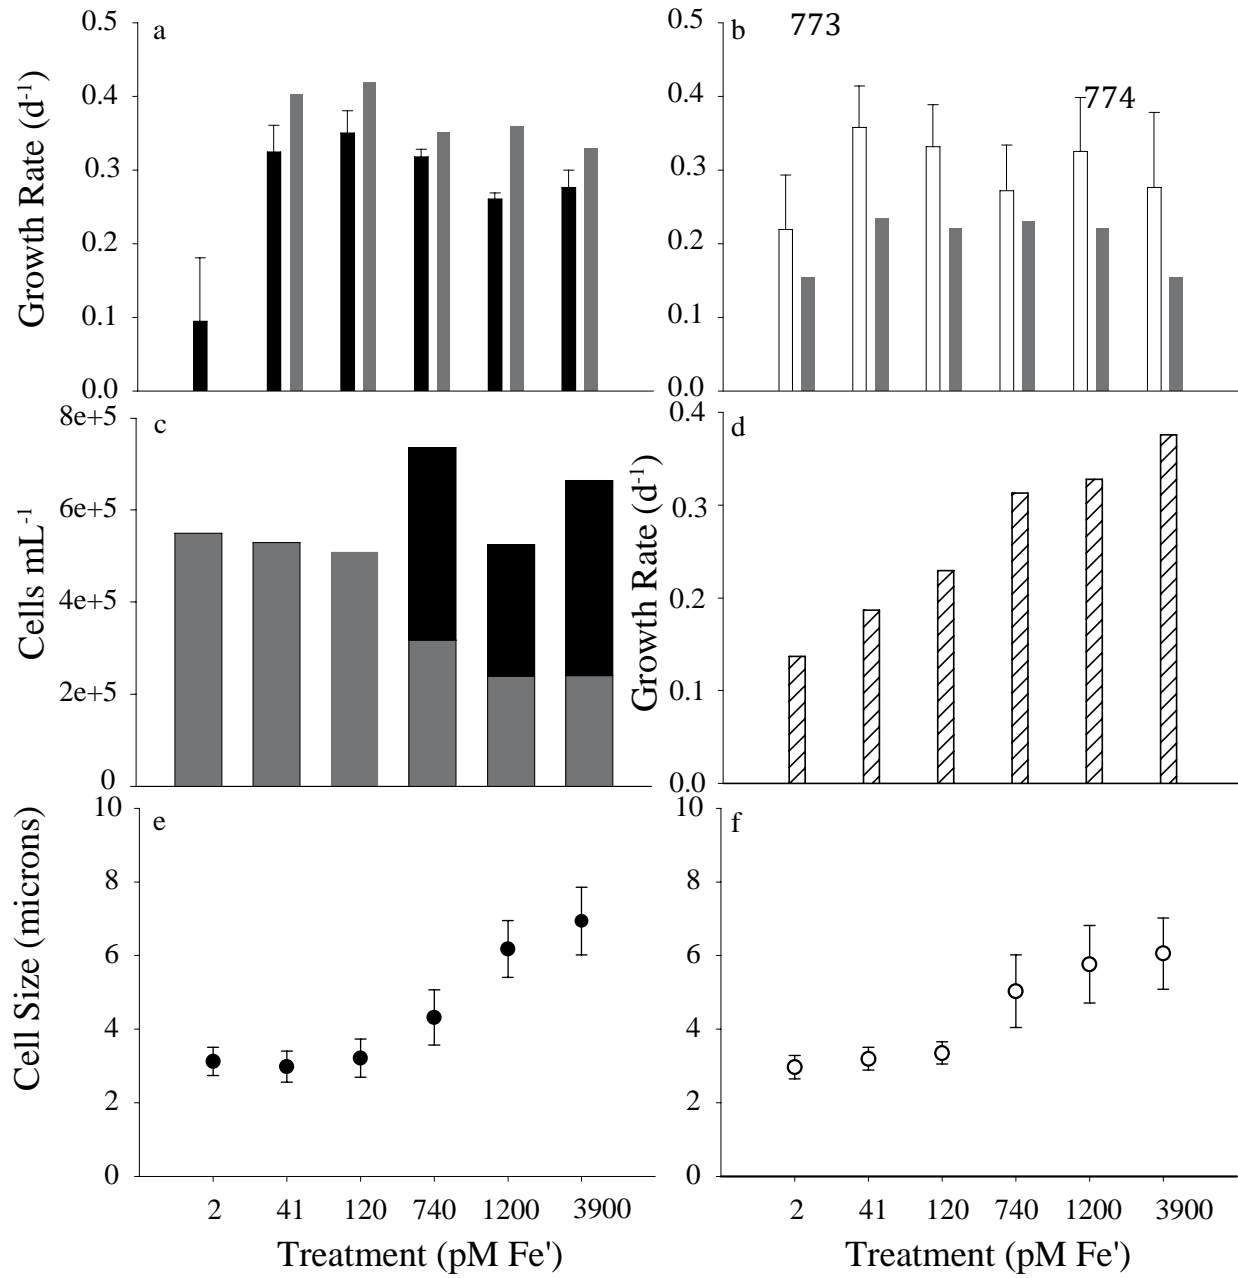 a
0.5
0.4
0.3
0.2
0.1
0.0
Growth Rate (d-1)
b
773
774
0.5
0.4
0.3
0.2
0.1
0.0
c
8e+5
6e+5
4e+5
2e+5
0
Cells mL-1
d
0.4
0.3
0.2
0.1
0.0
Growth Rate (d-1)
e
10
8
6
4
2
0
Cell Size (microns)
2 41 120 740 1200 3900
Treatment (pM Fe')
f
10
8
6
4
2
0
2 41 120 740 1200 3900
Treatment (pM Fe')